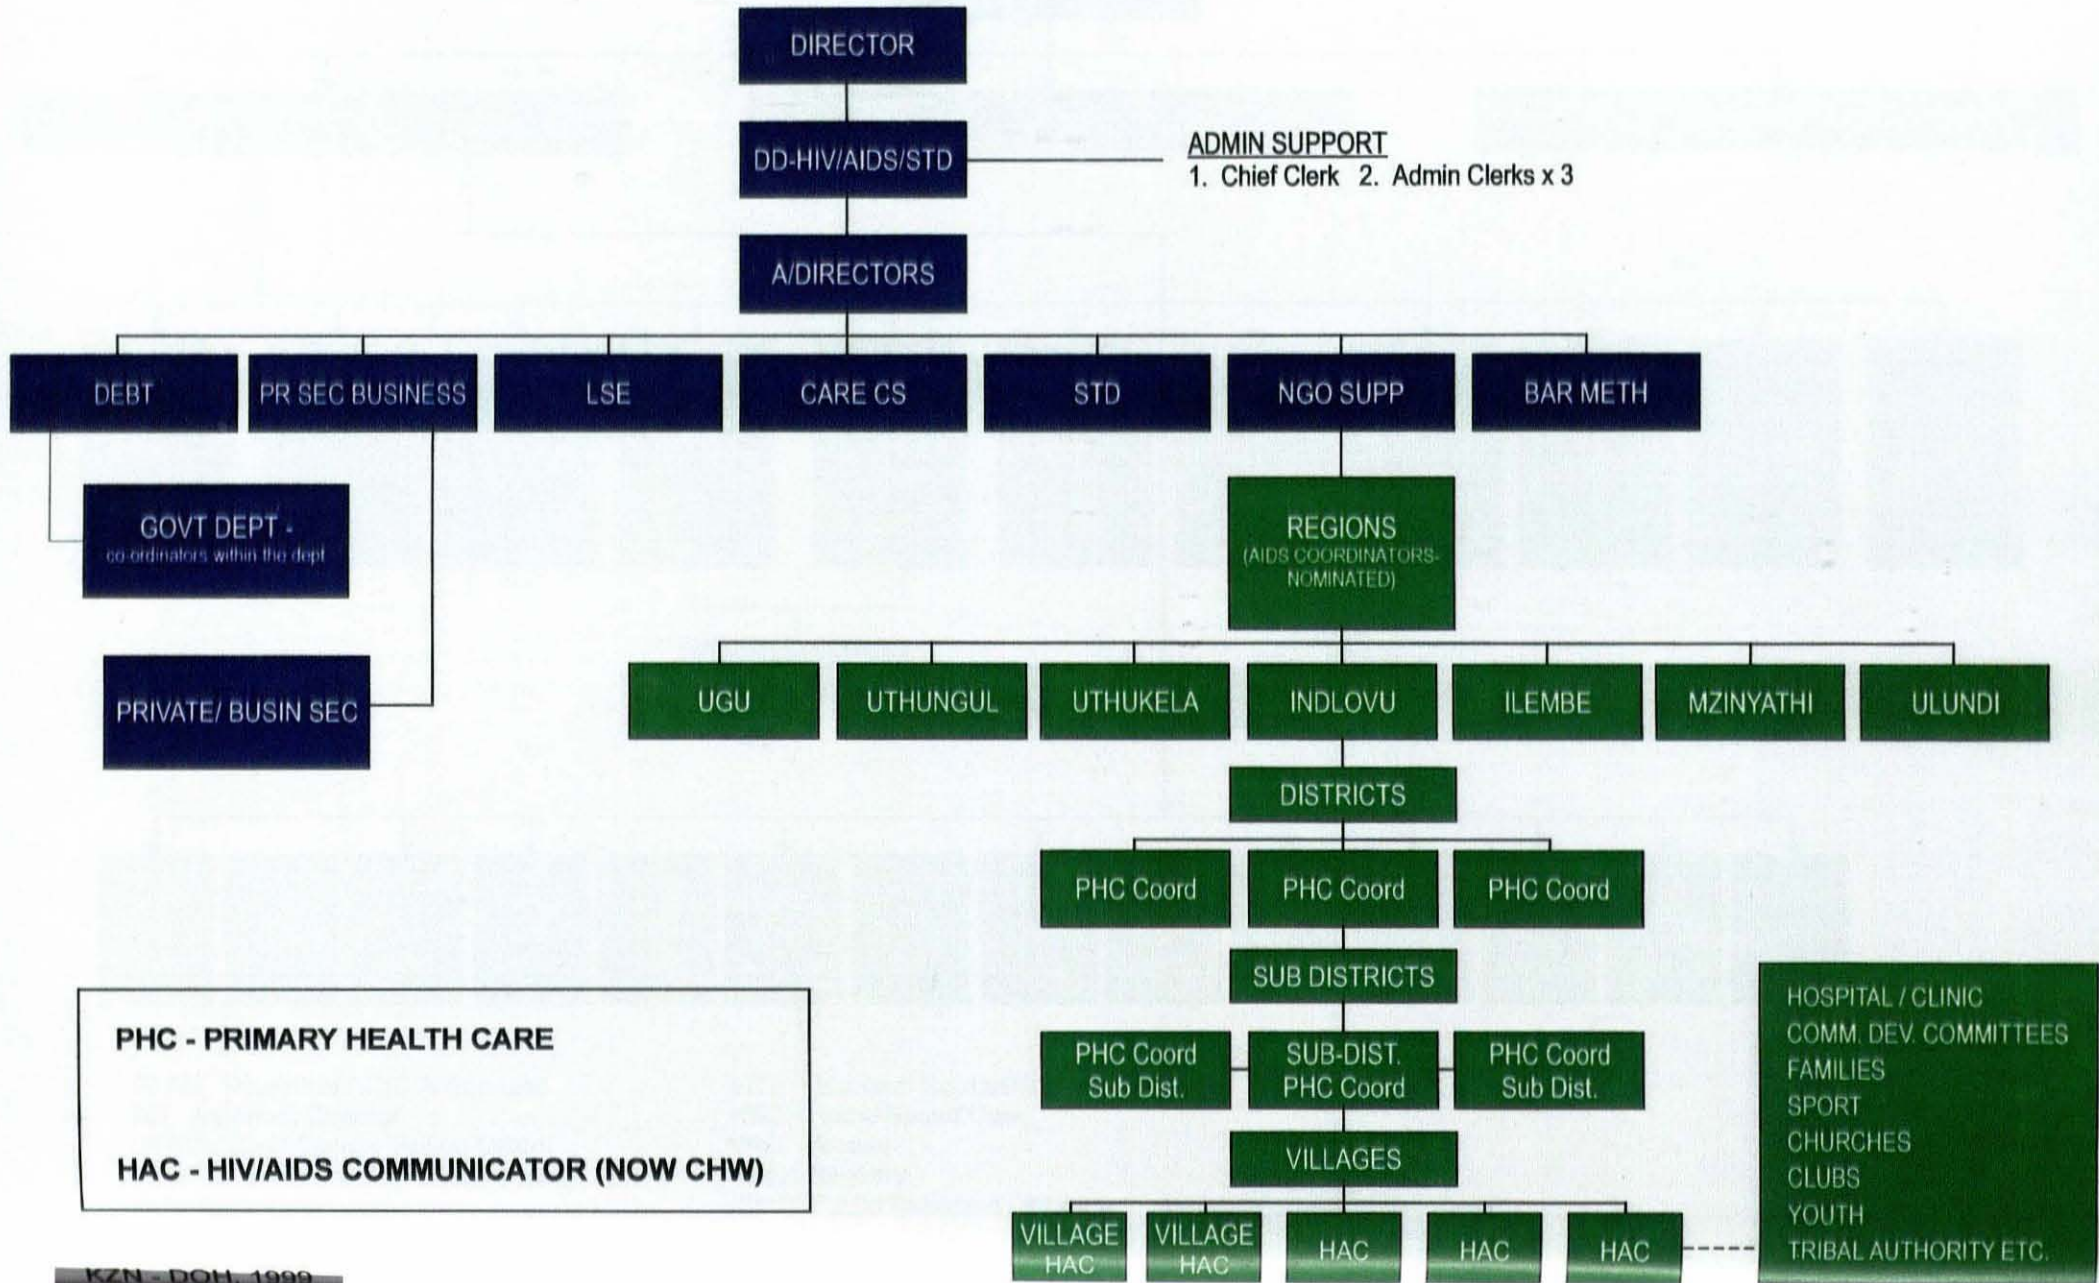 DIRECTOR
DD-HIV/AIDS/STD
ADMIN SUPPORT
1. Chief Clerk 2. Admin Clerks x 3
A/DIRECTORS
DEBT
PR SEC BUSINESS
LSE
CARE CS
STD
NGO SUPP
BAR METH
GOVT DEPT -
co-ordinators within the dept
REGIONS
(AIDS COORDINATORS-
NOMINATED)
PRIVATE/ BUSIN SEC
UGU
UTHUNGUL
UTHUKELA
INDLOVU
ILEMBE
MZINYATHI
ULUNDI
DISTRICTS
PHC Coord
PHC Coord
PHC Coord
SUB DISTRICTS
PHC Coord
Sub Dist.
SUB-DIST.
PHC Coord
PHC Coord
Sub Dist.
VILLAGES
VILLAGE
HAC
VILLAGE
HAC
HAC
HAC
HAC
HOSPITAL / CLINIC
COMM. DEV. COMMITTEES
FAMILIES
SPORT
CHURCHES
CLUBS
YOUTH
TRIBAL AUTHORITY ETC.
PHC - PRIMARY HEALTH CARE
HAC - HIV/AIDS COMMUNICATOR (NOW CHW)
KZN - DOH, 1999